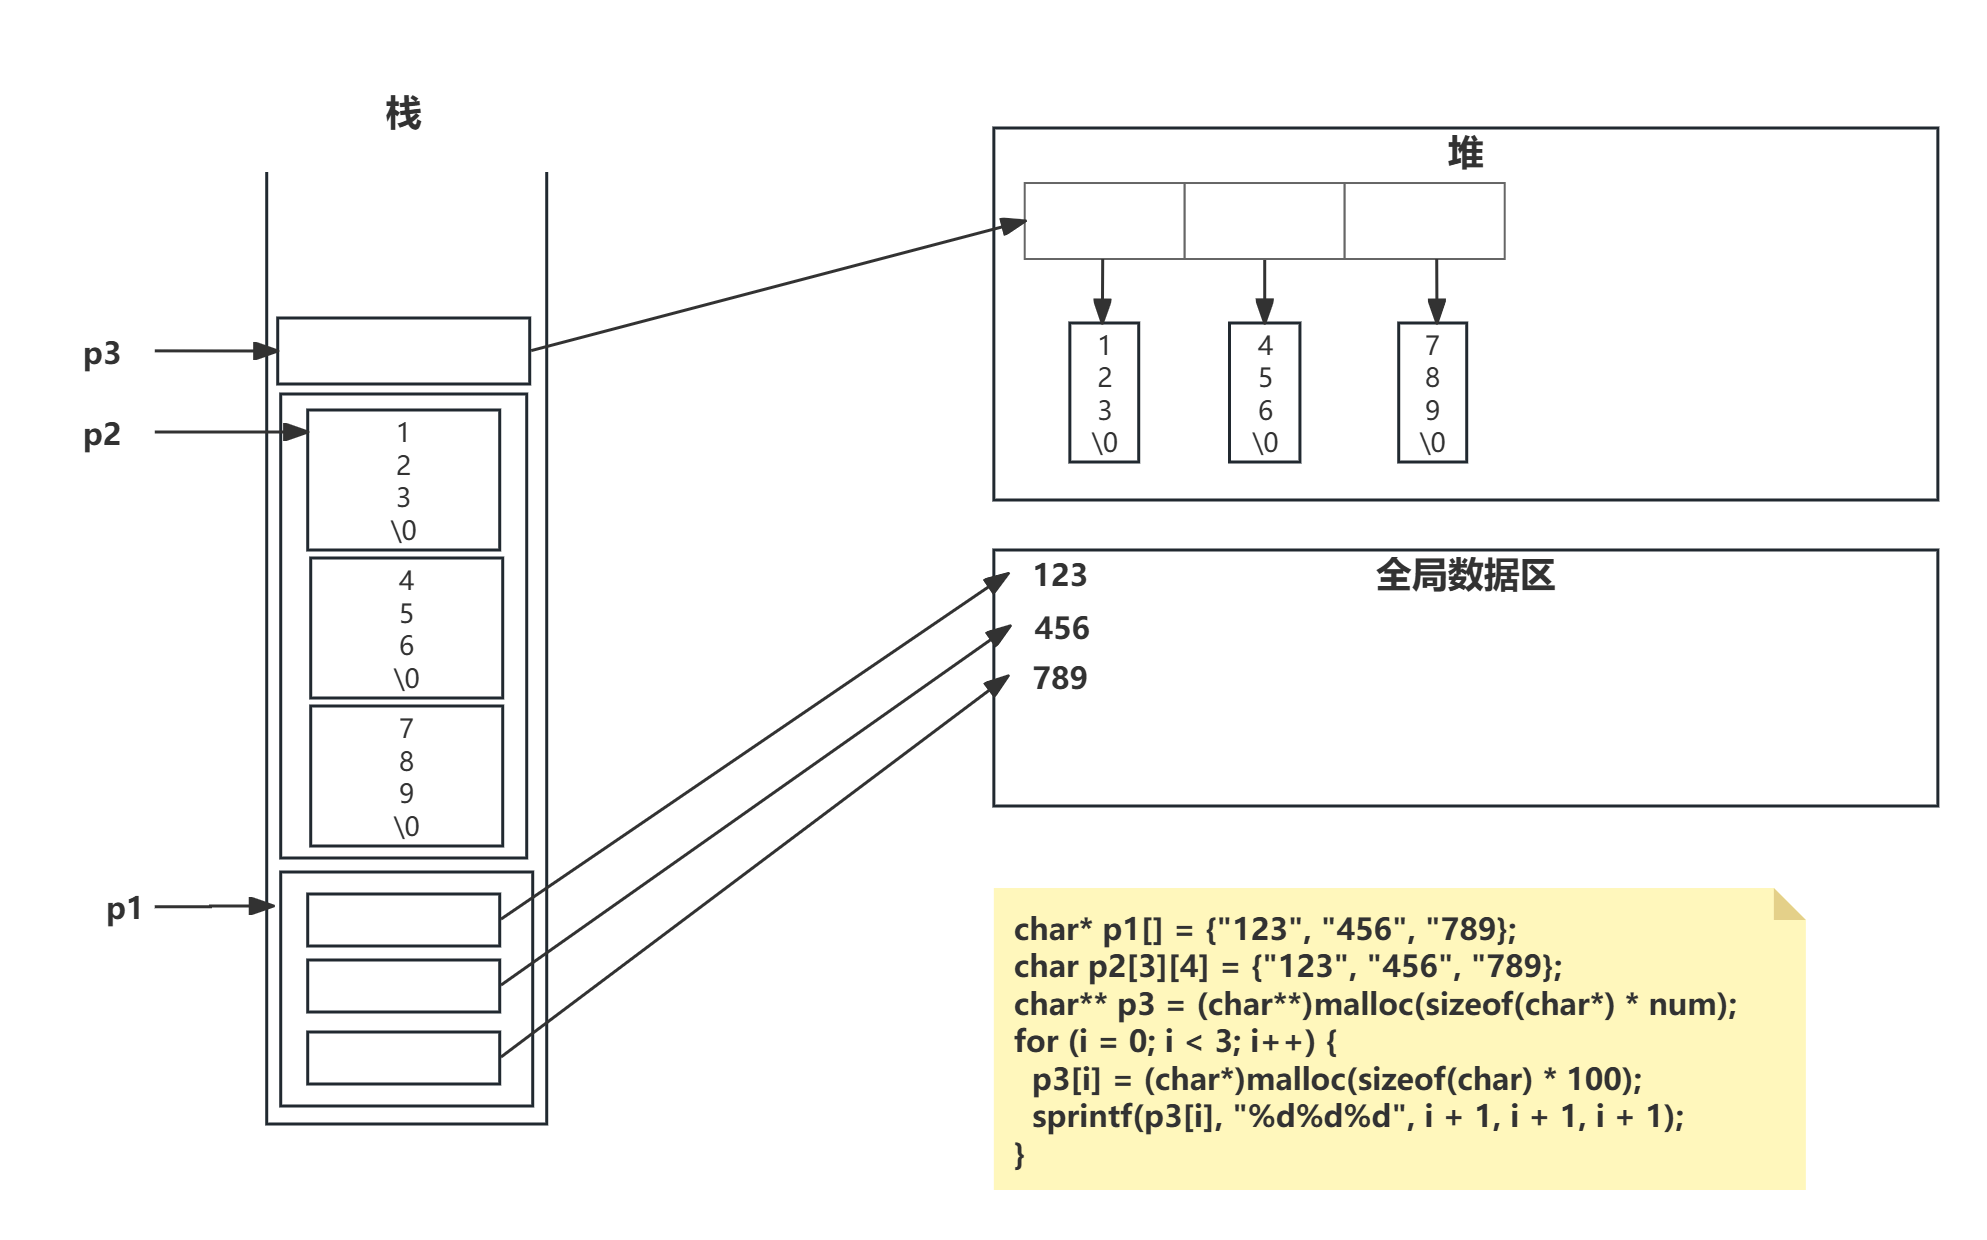 栈
p3
p2
1
2
3
\0
4
5
6
\0
7
8
9
\0
p1
堆
1
2
3
\0
4
5
6
\0
7
8
9
\0
全局数据区
123
456
789
char* p1[] = {"123", "456", "789};
char p2[3][4] = {"123", "456", "789};
char** p3 = (char**)malloc(sizeof(char*) * num);
for (i = 0; i < 3; i++) {
  p3[i] = (char*)malloc(sizeof(char) * 100);
  sprintf(p3[i], "%d%d%d", i + 1, i + 1, i + 1);
}